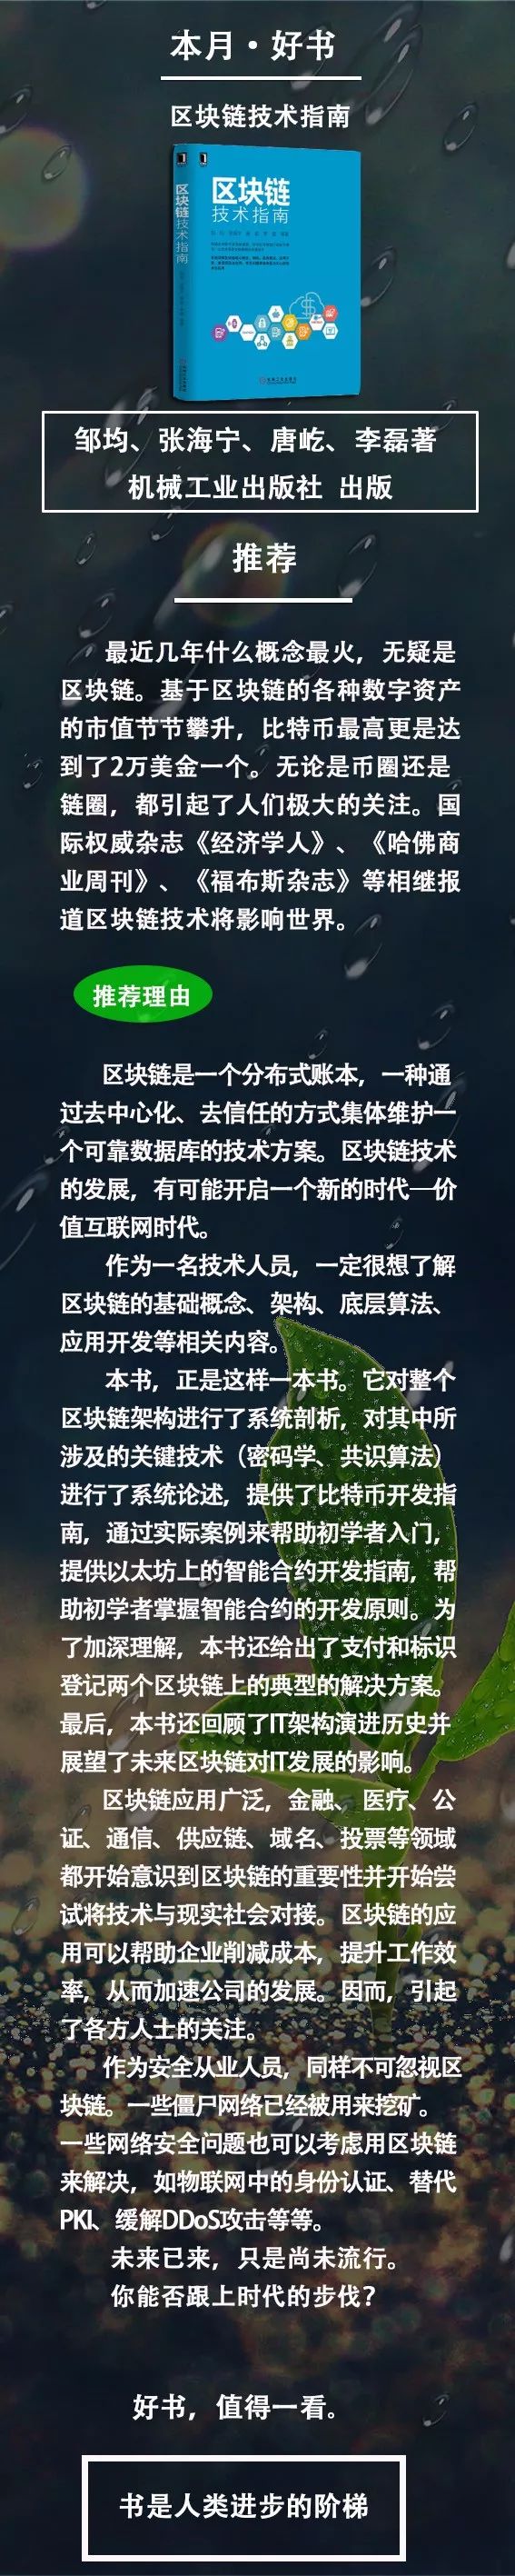 本月·好书
区块链技术指南
区块链
技术指南
区块链技术指南
邹均、张海宁、唐屹、李磊著
机械工业出版社 出版
推荐
最近几年什么概念最火，无疑是
区块链。基于区块链的各种数字资产
的市值节节攀升，比特币最高更是达
到了2万美金一个。无论是币圈还是
链圈，都引起了人们极大的关注。国
际权威杂志《经济学人》、《哈佛商
业周刊》、《福布斯杂志》等相继报
道区块链技术将影响世界。
推荐理由
区块链是一个分布式账本，一种通
过去中心化、去信任的方式集体维护一
个可靠数据库的技术方案。区块链技术
的发展，有可能开启一个新的时代—价
值互联网时代。
作为一名技术人员，一定很想了解
区块链的基础概念、架构、底层算法、
应用开发等相关内容。
本书，正是这样一本书。它对整个
区块链架构进行了系统剖析，对其中所
涉及的关键技术（密码学、共识算法）
进行了系统论述，提供了比特币开发指
南，通过实际案例来帮助初学者入门，
提供以太坊上的智能合约开发指南，帮
助初学者掌握智能合约的开发原则。为
了加深理解，本书还给出了支付和标识
登记两个区块链上的典型的解决方案。
最后，本书还回顾了IT架构演进历史并
展望了未来区块链对IT发展的影响。
区块链应用广泛，金融、医疗、公
证、通信、供应链、域名、投票等领域
都开始意识到区块链的重要性并开始尝
试将技术与现实社会对接。区块链的应
用可以帮助企业削减成本，提升工作效
率，从而加速公司的发展。因而，引起
了各方人士的关注。
作为安全从业人员，同样不可忽视区
块链。一些僵尸网络已经被用来挖矿。
一些网络安全问题也可以考虑用区块链
来解决，如物联网中的身份认证、替代
PKI、缓解DDoS攻击等等。
未来已来，只是尚未流行。
你能否跟上时代的步伐？
好书，值得一看。
书是人类进步的阶梯